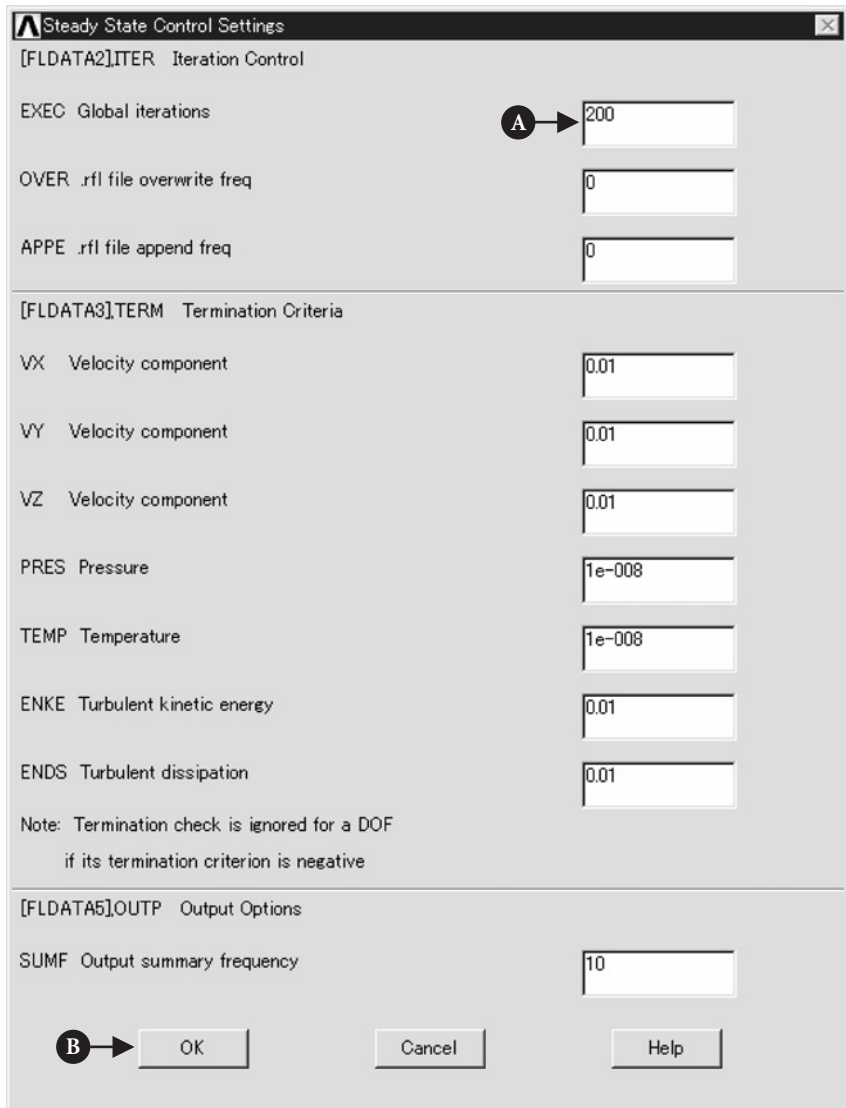 Steady State Control Settings
[FLDATA2],ITER Iteration Control
EXEC Global iterations
A
200
OVER .rfl file overwrite freq
0
APPE .rfl file append freq
0
[FLDATA3],TERM Termination Criteria
VX Velocity component
0.01
VY Velocity component
0.01
VZ Velocity component
0.01
PRES Pressure
1e-008
TEMP Temperature
1e-008
ENKE Turbulent kinetic energy
0.01
ENDS Turbulent dissipation
0.01
Note: Termination check is ignored for a DOF
if its termination criterion is negative
[FLDATA5],OUTP Output Options
SUMF Output summary frequency
10
B
OK
Cancel
Help